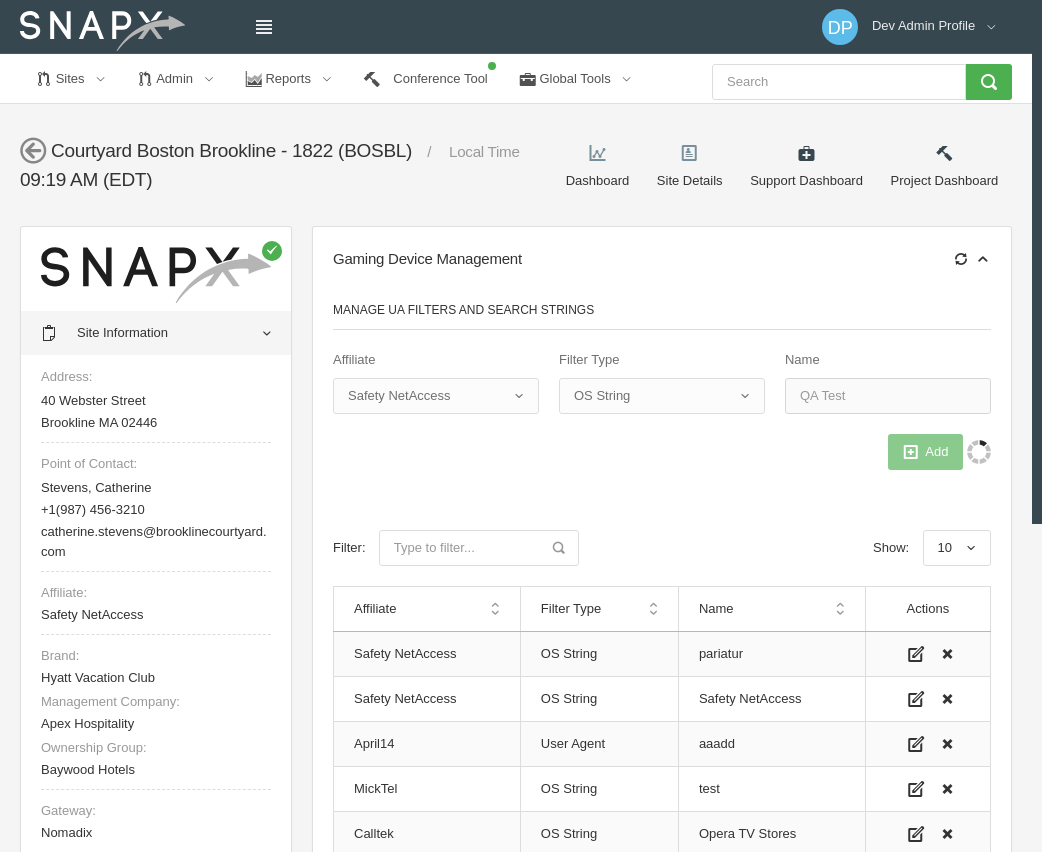 SNAPX
DP Dev Admin Profile
Sites Admin Reports Conference Tool Global Tools Search
Courtyard Boston Brookline - 1822 (BOSBL) / Local Time
09:19 AM (EDT)
Dashboard Site Details Support Dashboard Project Dashboard
SNAPX
Site Information
Address:
40 Webster Street
Brookline MA 02446
Point of Contact:
Stevens, Catherine
+1(987) 456-3210
catherine.stevens@brooklinecourtyard.
com
Affiliate:
Safety NetAccess
Brand:
Hyatt Vacation Club
Management Company:
Apex Hospitality
Ownership Group:
Baywood Hotels
Gateway:
Nomadix
Gaming Device Management
MANAGE UA FILTERS AND SEARCH STRINGS
Affiliate Filter Type Name
Safety NetAccess OS String QA Test
Add
Filter: Type to filter... Show: 10
Affiliate Filter Type Name Actions
Safety NetAccess OS String pariatur
Safety NetAccess OS String Safety NetAccess
April14 User Agent aaadd
MickTel OS String test
Calltek OS String Opera TV Stores